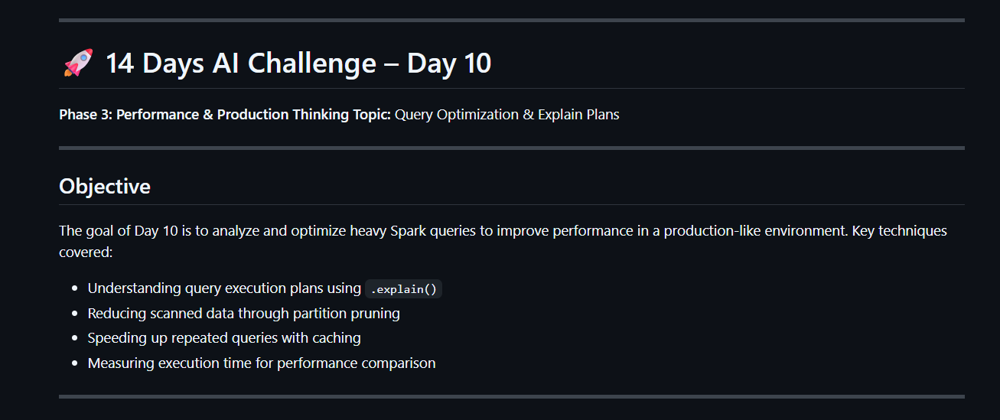 🚀 14 Days AI Challenge – Day 10
Phase 3: Performance & Production Thinking Topic: Query Optimization & Explain Plans
Objective
The goal of Day 10 is to analyze and optimize heavy Spark queries to improve performance in a production-like environment. Key techniques
covered:
• Understanding query execution plans using .explain()
• Reducing scanned data through partition pruning
• Speeding up repeated queries with caching
• Measuring execution time for performance comparison